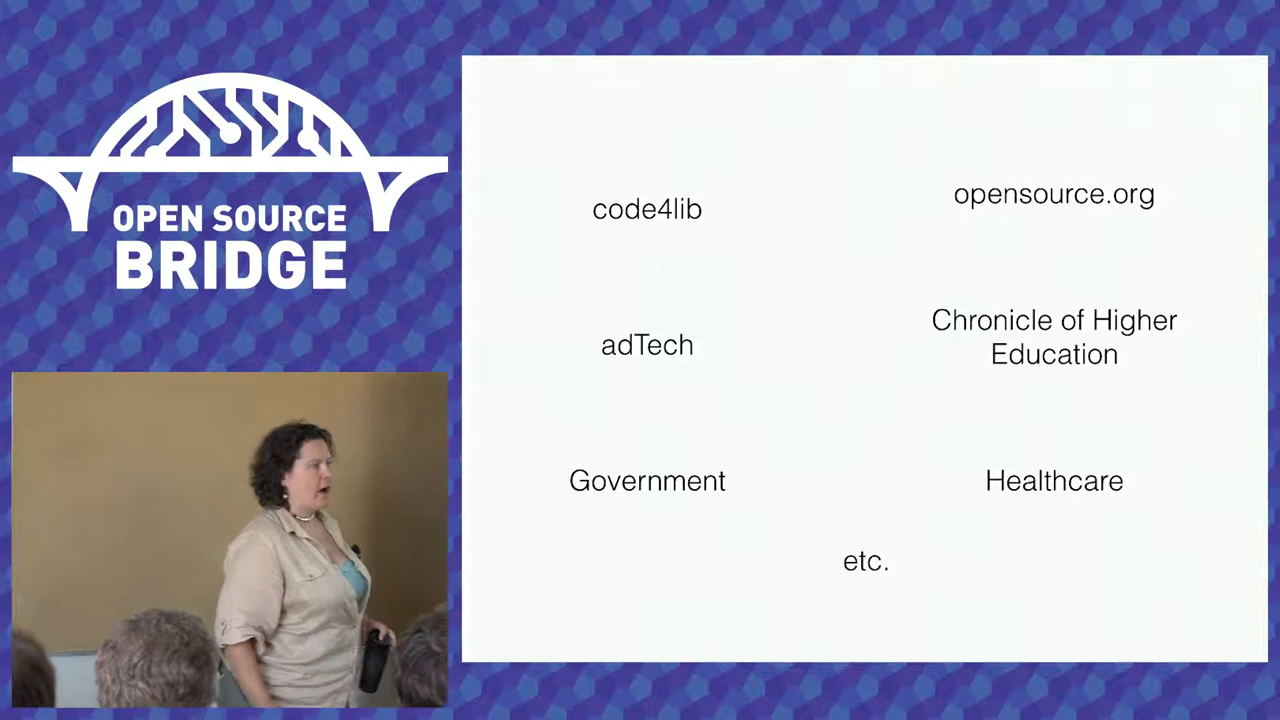 OPEN SOURCE
BRIDGE
code4lib
opensource.org
adTech
Chronicle of Higher
Education
Government
Healthcare
etc.